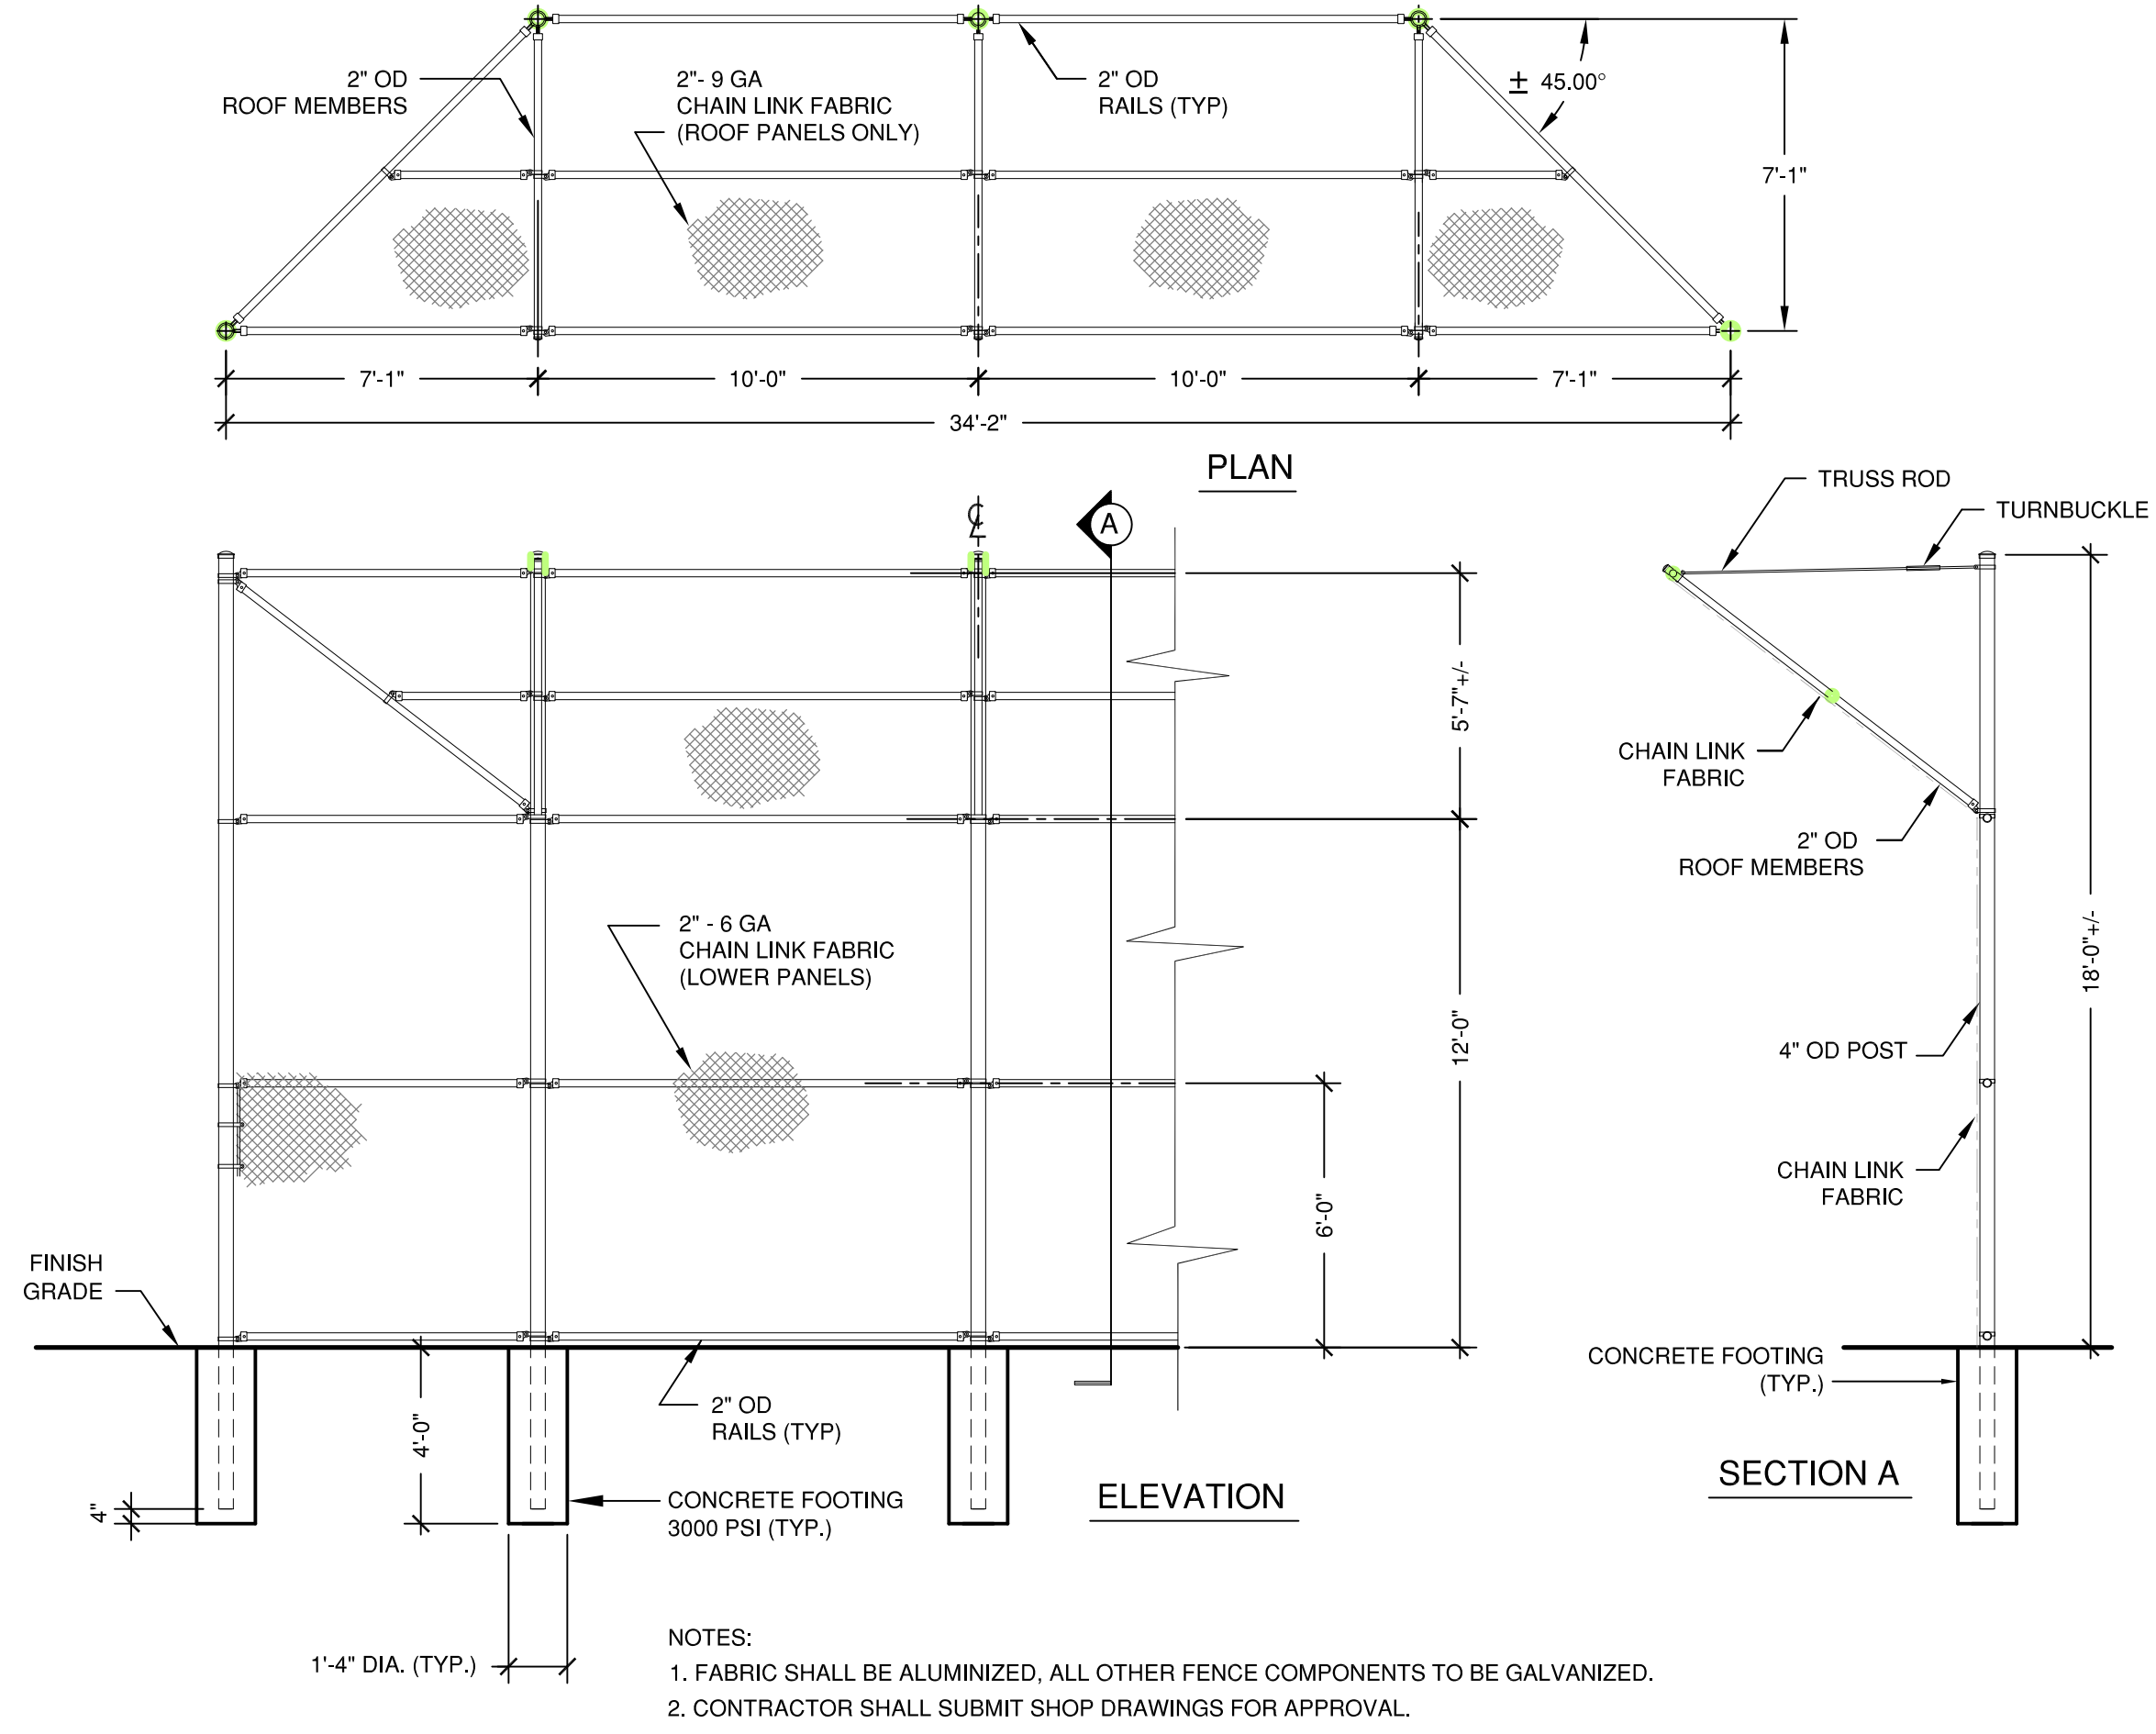 2" OD
ROOF MEMBERS
2"- 9 GA
CHAIN LINK FABRIC
(ROOF PANELS ONLY)
2" OD
RAILS (TYP)
± 45.00°
7'-1"
7'-1"
10'-0"
10'-0"
7'-1"
34'-2"
PLAN
℄
A
TRUSS ROD
TURNBUCKLE
5'-7"+/-
CHAIN LINK
FABRIC
2" OD
ROOF MEMBERS
2" - 6 GA
CHAIN LINK FABRIC
(LOWER PANELS)
12'-0"
18'-0"+/-
4" OD POST
6'-0"
CHAIN LINK
FABRIC
FINISH
GRADE
CONCRETE FOOTING
(TYP.)
4'-0"
2" OD
RAILS (TYP)
4"
CONCRETE FOOTING
3000 PSI (TYP.)
ELEVATION
SECTION A
1'-4" DIA. (TYP.)
NOTES:
1. FABRIC SHALL BE ALUMINIZED, ALL OTHER FENCE COMPONENTS TO BE GALVANIZED.
2. CONTRACTOR SHALL SUBMIT SHOP DRAWINGS FOR APPROVAL.